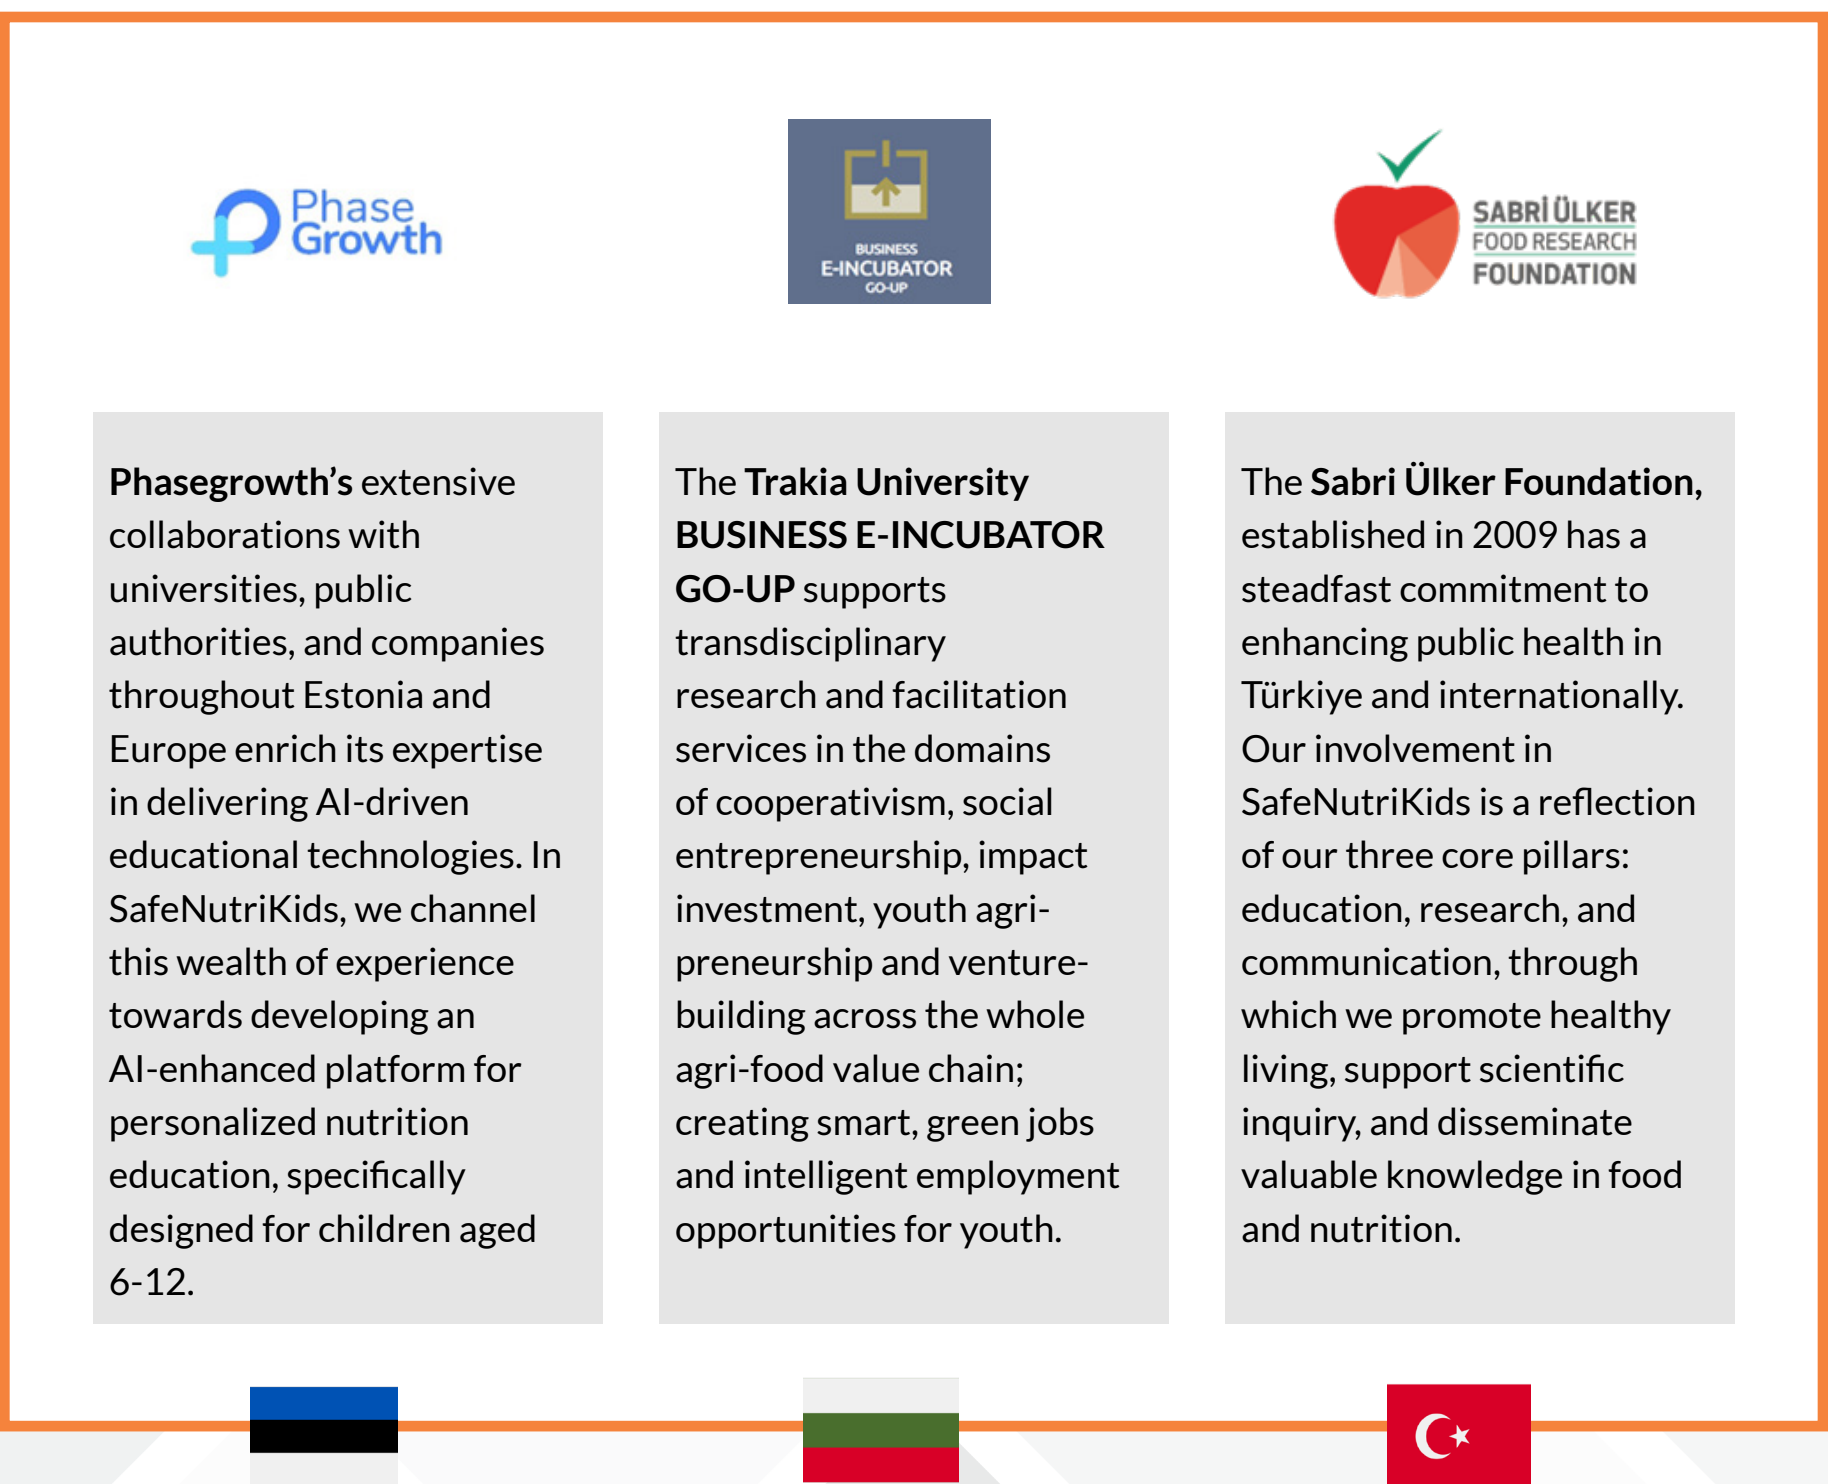 Phase
Growth
BUSINESS
E-INCUBATOR
GO-UP
SABRİ ÜLKER
FOOD RESEARCH
FOUNDATION
Phasegrowth’s extensive
collaborations with
universities, public
authorities, and companies
throughout Estonia and
Europe enrich its expertise
in delivering AI-driven
educational technologies. In
SafeNutriKids, we channel
this wealth of experience
towards developing an
AI-enhanced platform for
personalized nutrition
education, specifically
designed for children aged
6-12.
The Trakia University
BUSINESS E-INCUBATOR
GO-UP supports
transdisciplinary
research and facilitation
services in the domains
of cooperativism, social
entrepreneurship, impact
investment, youth agri-
preneurship and venture-
building across the whole
agri-food value chain;
creating smart, green jobs
and intelligent employment
opportunities for youth.
The Sabri Ülker Foundation,
established in 2009 has a
steadfast commitment to
enhancing public health in
Türkiye and internationally.
Our involvement in
SafeNutriKids is a reflection
of our three core pillars:
education, research, and
communication, through
which we promote healthy
living, support scientific
inquiry, and disseminate
valuable knowledge in food
and nutrition.